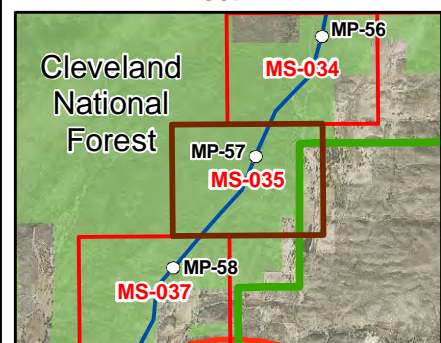 MP-56
Cleveland
National
Forest
MS-034
MP-57
MS-035
MP-58
MS-037